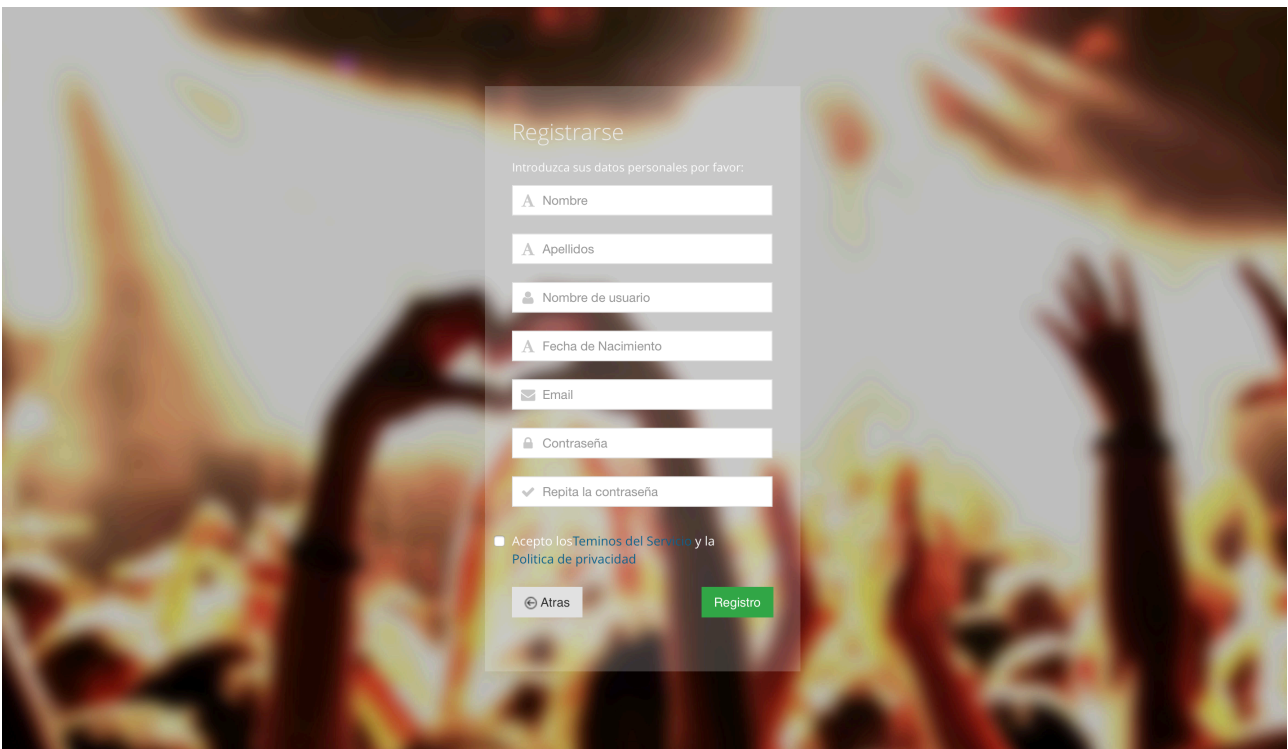 Registrarse
Introduzca sus datos personales por favor:
Nombre
Apellidos
Nombre de usuario
Fecha de Nacimiento
Email
Contraseña
Repita la contraseña
Acepto losTeminos del Servicio y la
Politica de privacidad
Atras
Registro